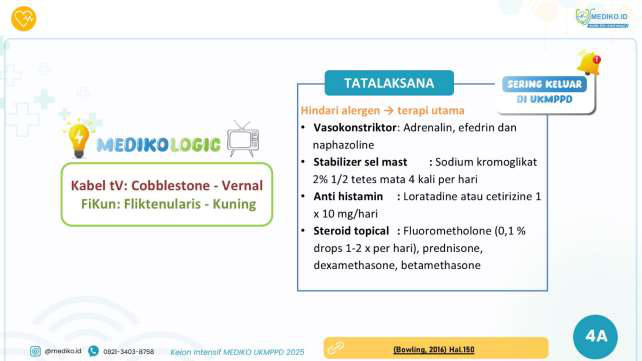 MEDIKO.ID
TATALAKSANA
SERING KELUAR
DI UKMPPD
MEDIKOLOGIC
Kabel tV: Cobblestone - Vernal
FiKun: Fliktenularis - Kuning
Hindari alergen → terapi utama
• Vasokonstriktor: Adrenalin, efedrin dan
naphazoline
• Stabilizer sel mast : Sodium kromoglikat
2% 1/2 tetes mata 4 kali per hari
• Anti histamin : Loratadine atau cetirizine 1
x 10 mg/hari
• Steroid topical : Fluorometholone (0,1 %
drops 1-2 x per hari), prednisone,
dexamethasone, betamethasone
4A
@mediko.id
0821-3403-8758
Kelon Intensif MEDIKO UKMPPD 2025
(Bowling, 2016) Hal.150